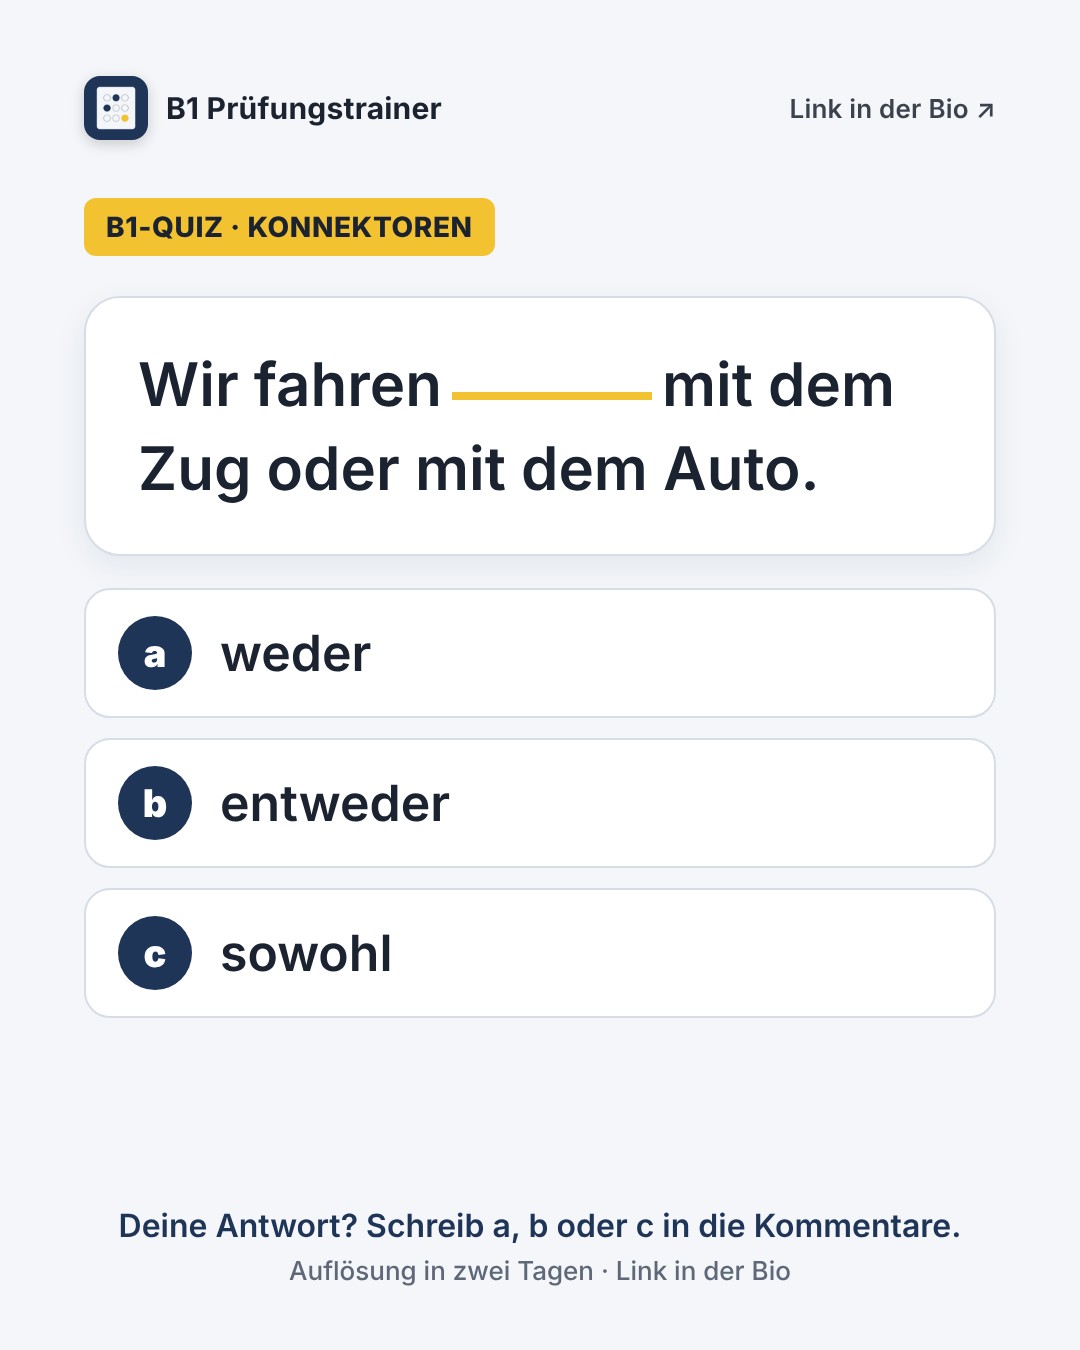 B1 Prüfungstrainer
Link in der Bio ↗
B1-QUIZ · KONNEKTOREN
Wir fahren ______ mit dem
Zug oder mit dem Auto.
a weder
b entweder
c sowohl
Deine Antwort? Schreib a, b oder c in die Kommentare.
Auflösung in zwei Tagen · Link in der Bio